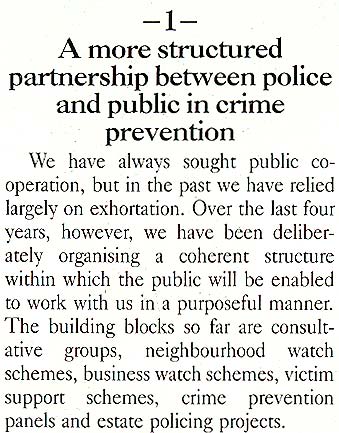 –1–
A more structured
partnership between police
and public in crime
prevention
We have always sought public co-
operation, but in the past we have relied
largely on exhortation. Over the last four
years, however, we have been deliber-
ately organising a coherent structure
within which the public will be enabled
to work with us in a purposeful manner.
The building blocks so far are consult-
ative groups, neighbourhood watch
schemes, business watch schemes, victim
support schemes, crime prevention
panels and estate policing projects.